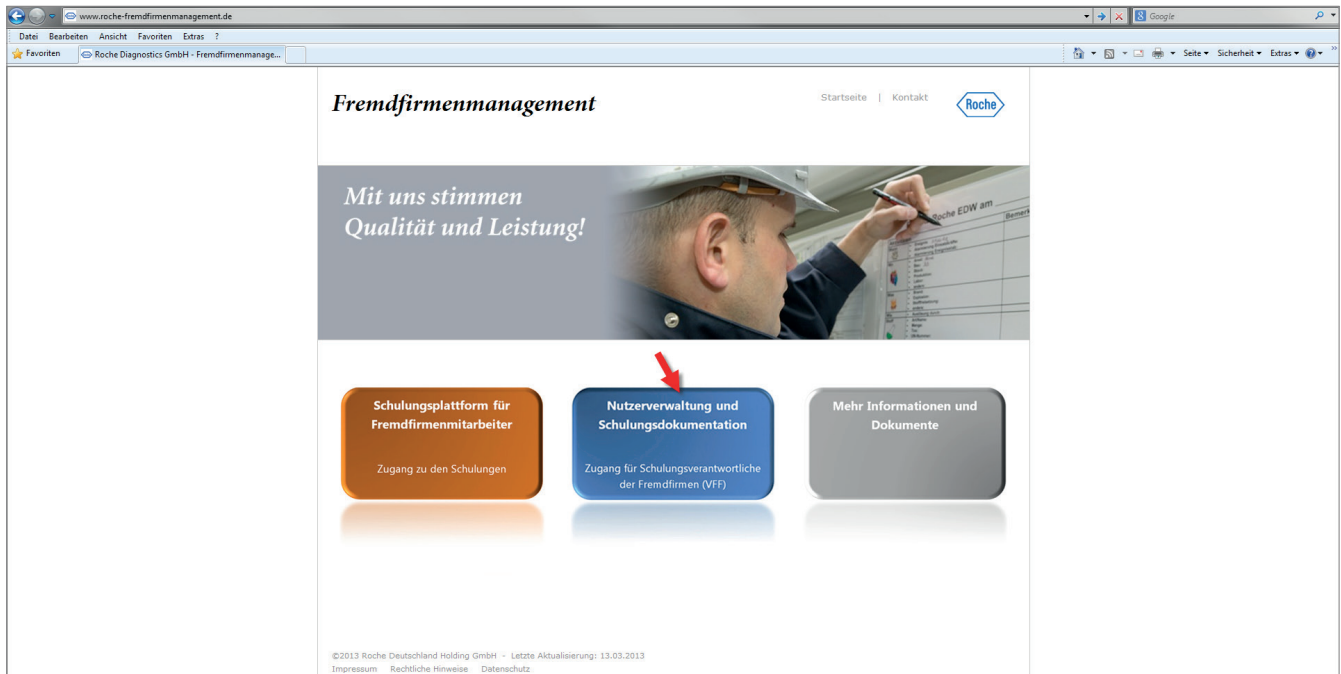 www.roche-fremdfirmenmanagement.de
Google
Datei Bearbeiten Ansicht Favoriten Extras ?
Favoriten
Roche Diagnostics GmbH - Fremdfirmenmanage...
Seite Sicherheit Extras
Fremdfirmenmanagement
Startseite | Kontakt
Roche
Mit uns stimmen
Qualität und Leistung!
Roche EDW am
Schulungsplattform für
Fremdfirmenmitarbeiter
Zugang zu den Schulungen
Nutzerverwaltung und
Schulungsdokumentation
Zugang für Schulungsverantwortliche
der Fremdfirmen (VFF)
Mehr Informationen und
Dokumente
©2013 Roche Deutschland Holding GmbH - Letzte Aktualisierung: 13.03.2013
Impressum Rechtliche Hinweise Datenschutz